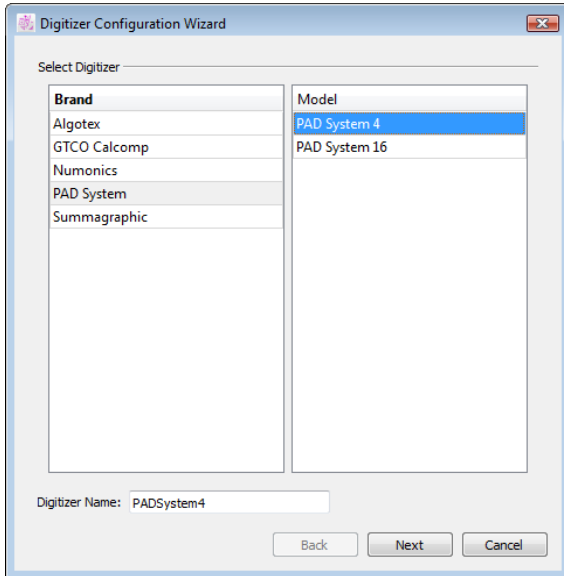 Digitizer Configuration Wizard
Select Digitizer
Brand
Algotex
GTCO Calcomp
Numonics
PAD System
Summagraphic
Model
PAD System 4
PAD System 16
Digitizer Name: PADSystem4
Back Next Cancel